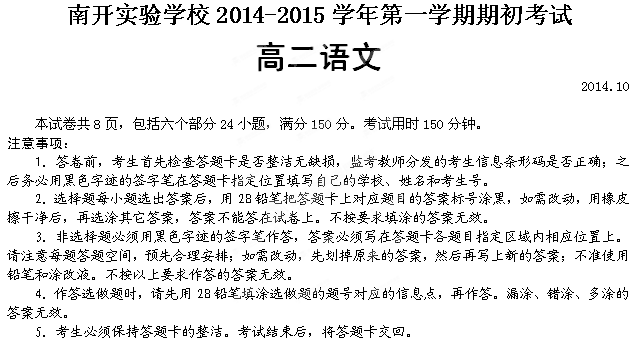 南开实验学校 2014-2015 学年第一学期期初考试
高二语文
2014.10
本试卷共 8 页，包括六个部分 24 小题，满分 150 分。考试用时 150 分钟。
注意事项：
1. 答卷前，考生首先检查答题卡是否整洁无缺损，监考教师分发的考生信息条形码是否正确；之
后务必用黑色字迹的签字笔在答题卡指定位置填写自己的学校、姓名和考生号。
2. 选择题每小题选出答案后，用 2B 铅笔把答题卡上对应题目的答案标号涂黑，如需改动，用橡皮
擦干净后，再选涂其它答案，答案不能答在试卷上。不按要求填涂的答案无效。
3. 非选择题必须用黑色字迹的签字笔作答，答案必须写在答题卡各题目指定区域内相应位置上。
请注意每题答题空间，预先合理安排；如需改动，先划掉原来的答案，然后再写上新的答案；不准使用
铅笔和涂改液。不按以上要求作答的答案无效。
4. 作答选做题时，请先用 2B 铅笔填涂选做题的题号对应的信息点，再作答。漏涂、错涂、多涂的
答案无效。
5. 考生必须保持答题卡的整洁。考试结束后，将答题卡交回。